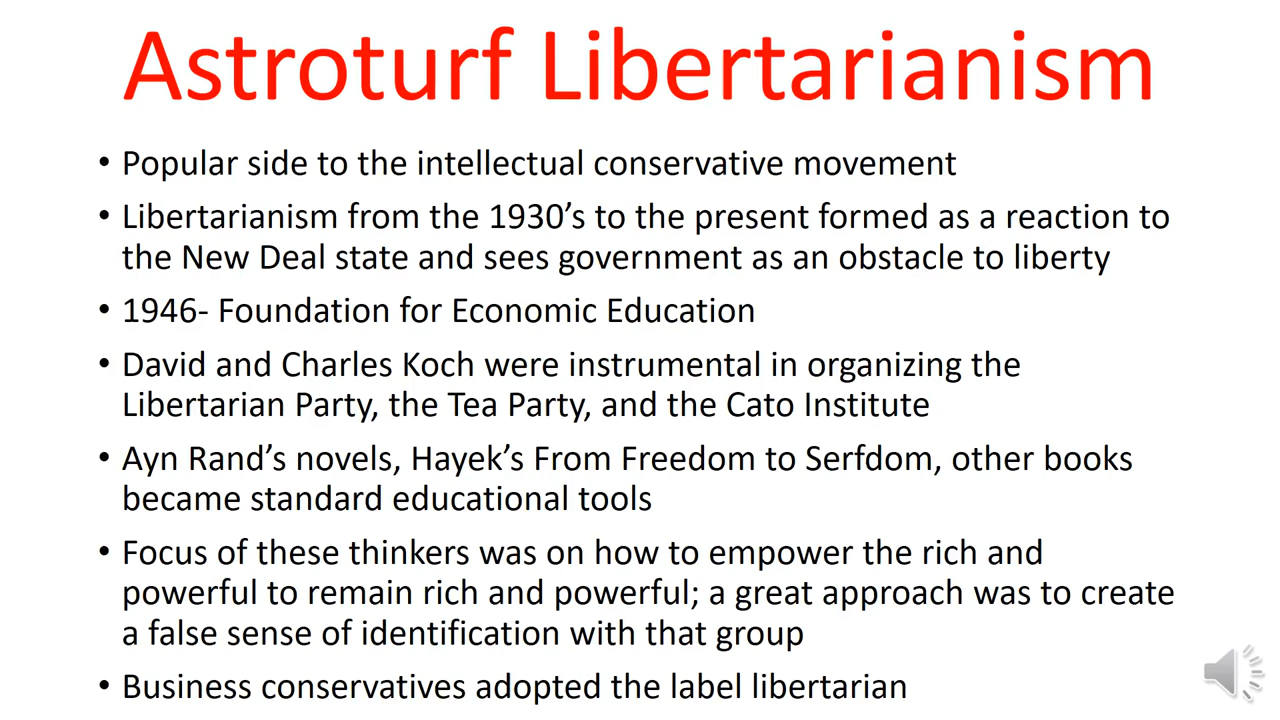 Astroturf Libertarianism
• Popular side to the intellectual conservative movement
• Libertarianism from the 1930’s to the present formed as a reaction to
the New Deal state and sees government as an obstacle to liberty
• 1946- Foundation for Economic Education
• David and Charles Koch were instrumental in organizing the
Libertarian Party, the Tea Party, and the Cato Institute
• Ayn Rand’s novels, Hayek’s From Freedom to Serfdom, other books
became standard educational tools
• Focus of these thinkers was on how to empower the rich and
powerful to remain rich and powerful; a great approach was to create
a false sense of identification with that group
• Business conservatives adopted the label libertarian